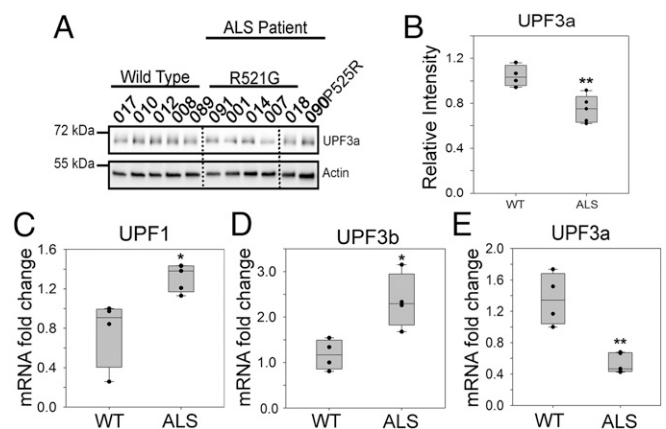 A
ALS Patient
Wild Type
R521G
P525R
017 010 012 008 089 091 001 014 007 018 090
72 kDa
UPF3a
55 kDa
Actin
B
UPF3a
Relative Intensity
1.2
0.8
0.4
0.0
**
WT ALS
C
UPF1
mRNA fold change
1.6
1.2
0.8
0.4
0.0
*
WT ALS
D
UPF3b
mRNA fold change
3.0
2.0
1.0
0.0
*
WT ALS
E
UPF3a
mRNA fold change
2.0
1.6
1.2
0.8
0.4
0.0
**
WT ALS